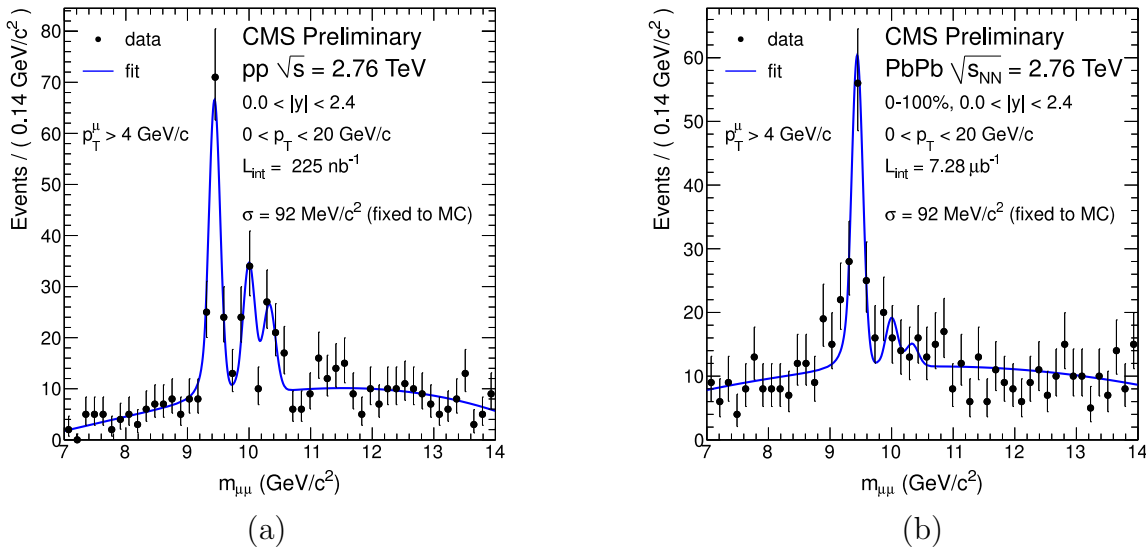 Events / ( 0.14 GeV/c²)
80
70
60
50
40
30
20
10
0
data
fit
CMS Preliminary
pp √s = 2.76 TeV
0.0 < |y| < 2.4
p_T^μ > 4 GeV/c
0 < p_T < 20 GeV/c
L_int = 225 nb⁻¹
σ = 92 MeV/c² (fixed to MC)
7 8 9 10 11 12 13 14
m_μμ (GeV/c²)
(a)
Events / ( 0.14 GeV/c²)
60
50
40
30
20
10
0
data
fit
CMS Preliminary
PbPb √s_NN = 2.76 TeV
0-100%, 0.0 < |y| < 2.4
p_T^μ > 4 GeV/c
0 < p_T < 20 GeV/c
L_int = 7.28 μb⁻¹
σ = 92 MeV/c² (fixed to MC)
7 8 9 10 11 12 13 14
m_μμ (GeV/c²)
(b)